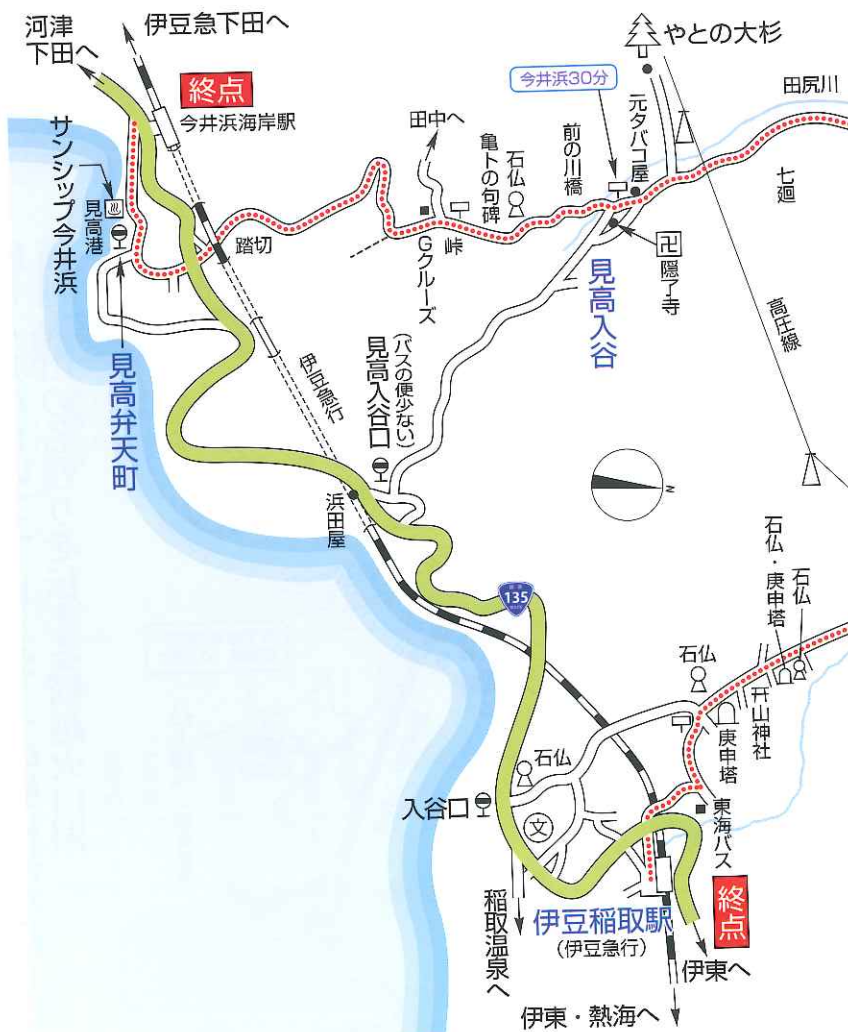 河津
下田へ
伊豆急下田へ
終点
今井浜海岸駅
サンシップ今井浜
見高港
見高弁天町
踏切
田中へ
Gクルーズ
峠
亀卜の句碑
石仏
前の川橋
今井浜30分
元タバコ屋
やとの大杉
田尻川
七廻
卍
隠了寺
見高入谷
高圧線
伊豆急行
見高入谷口
(バスの便少ない)
浜田屋
N
135
石仏・庚申塔
石仏
石仏
山神社
庚申塔
東海バス
石仏
入谷口
文
稲取温泉へ
伊豆稲取駅
(伊豆急行)
終点
伊東へ
伊東・熱海へ